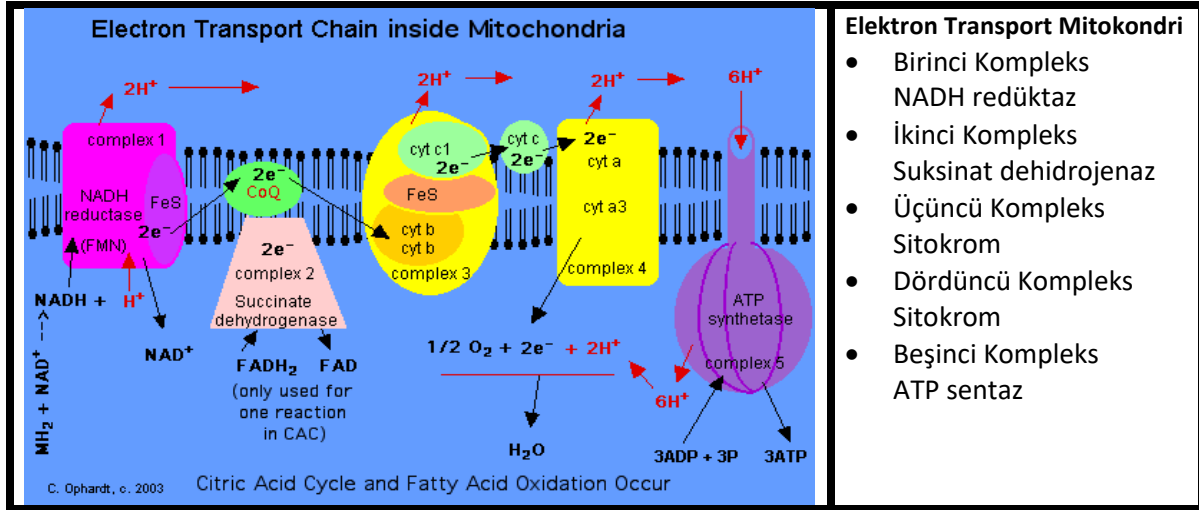 Electron Transport Chain inside Mitochondria
2H⁺
2H⁺
2H⁺
6H⁺
complex 1
NADH
reductase
(FMN)
FeS
2e⁻
2e⁻
CoQ
2e⁻
complex 2
Succinate
dehydrogenase
cyt c1
2e⁻
FeS
cyt b
cyt b
complex 3
cyt c
2e⁻
2e⁻
cyt a
cyt a3
complex 4
ATP
synthetase
complex 5
MH₂ + NAD⁺ --->
NADH + H⁺
NAD⁺
FADH₂ FAD
(only used for
one reaction
in CAC)
1/2 O₂ + 2e⁻ + 2H⁺
H₂O
6H⁺
3ADP + 3P 3ATP
C. Ophardt, c. 2003
Citric Acid Cycle and Fatty Acid Oxidation Occur
Elektron Transport Mitokondri
• Birinci Kompleks
NADH redüktaz
• İkinci Kompleks
Suksinat dehidrojenaz
• Üçüncü Kompleks
Sitokrom
• Dördüncü Kompleks
Sitokrom
• Beşinci Kompleks
ATP sentaz